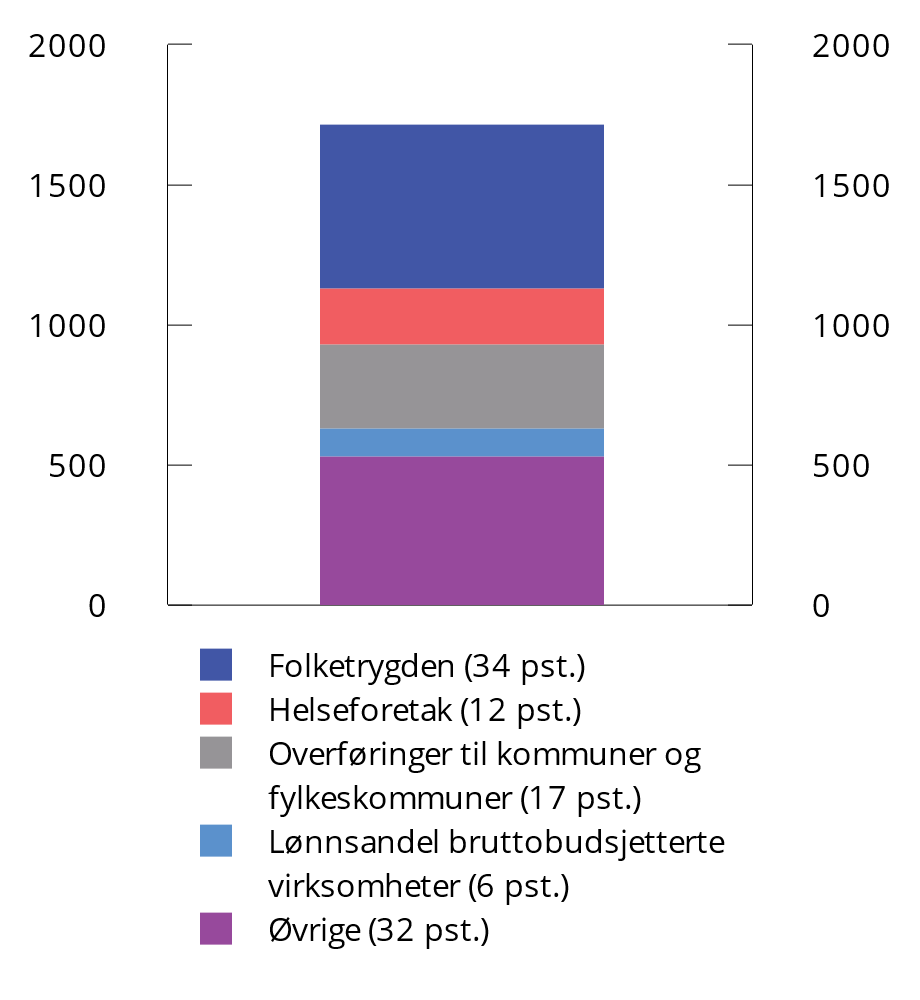 2000 2000
1500 1500
1000 1000
500 500
0 0
Folketrygden (34 pst.)
Helseforetak (12 pst.)
Overføringer til kommuner og
fylkeskommuner (17 pst.)
Lønnsandel bruttobudsjetterte
virksomheter (6 pst.)
Øvrige (32 pst.)